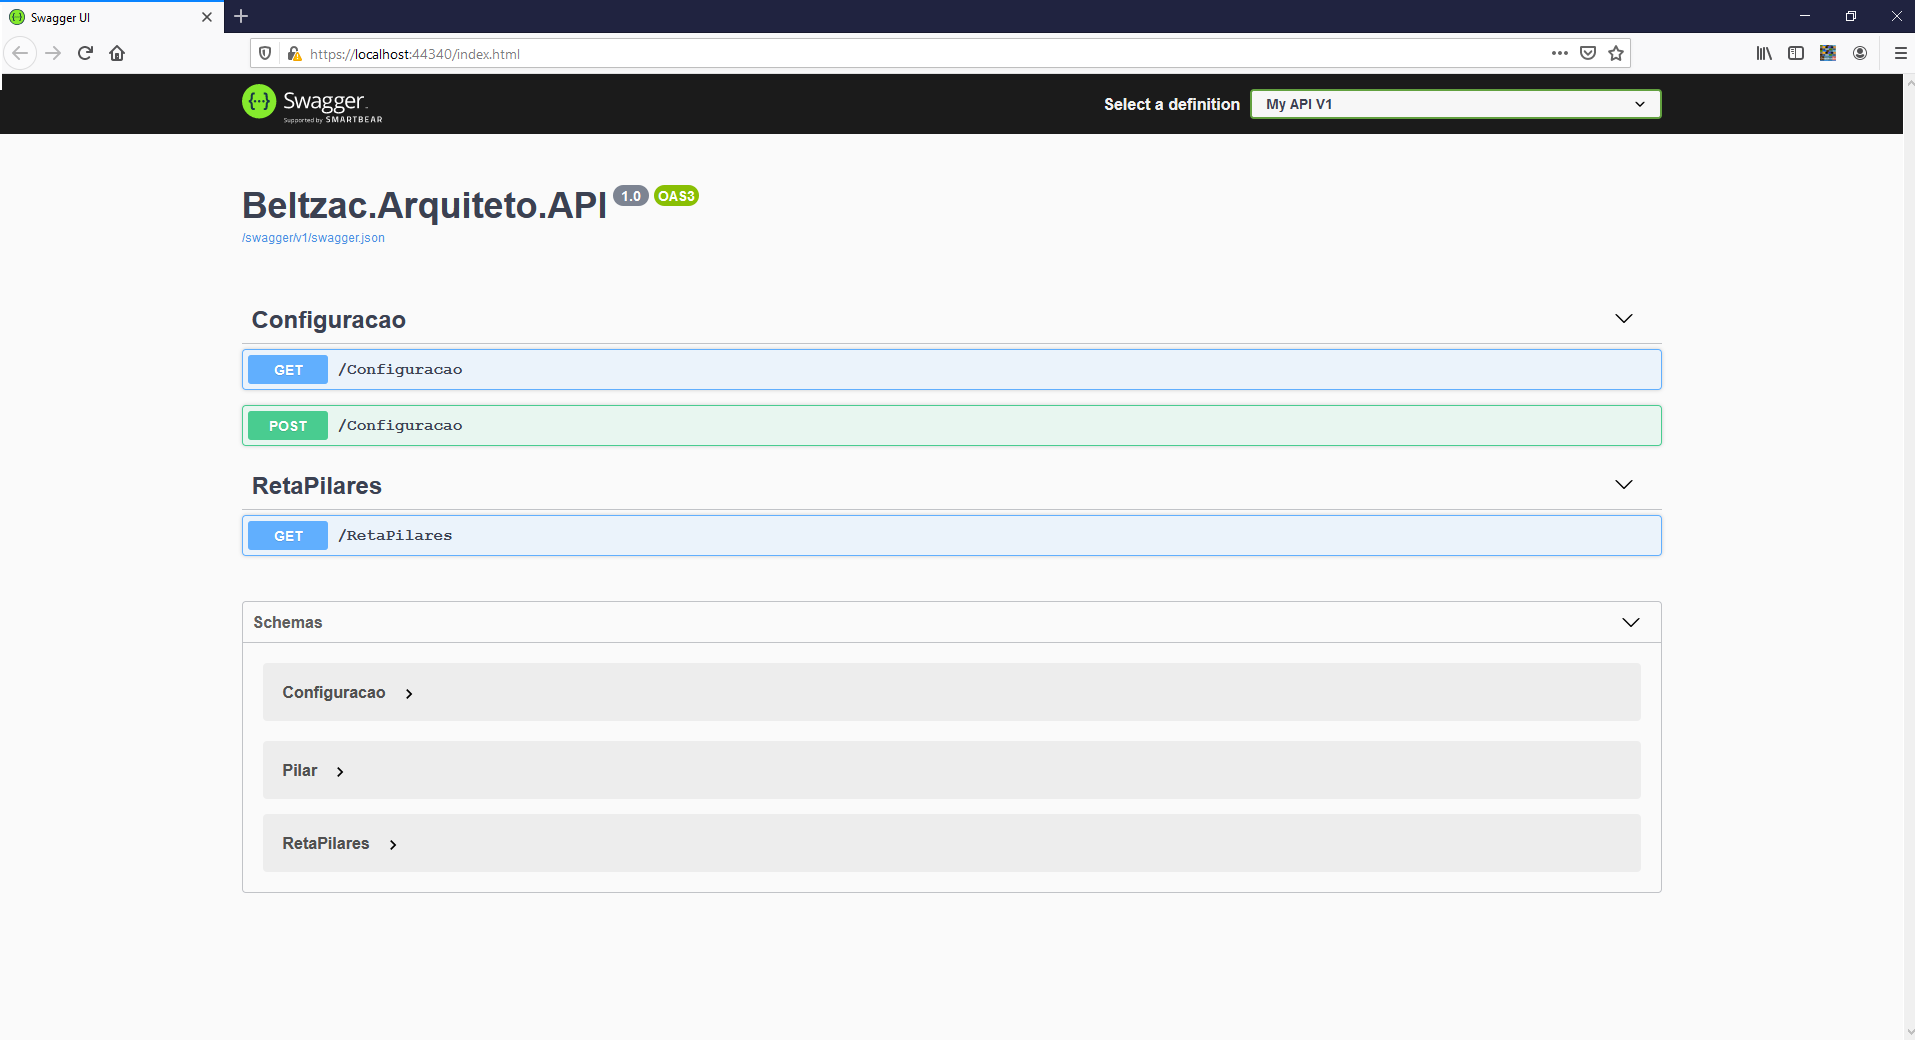 Swagger UI
https://localhost:44340/index.html
Swagger
Supported by SMARTBEAR
Select a definition
My API V1
Beltzac.Arquiteto.API 1.0 OAS3
/swagger/v1/swagger.json
Configuracao
GET /Configuracao
POST /Configuracao
RetaPilares
GET /RetaPilares
Schemas
Configuracao
Pilar
RetaPilares